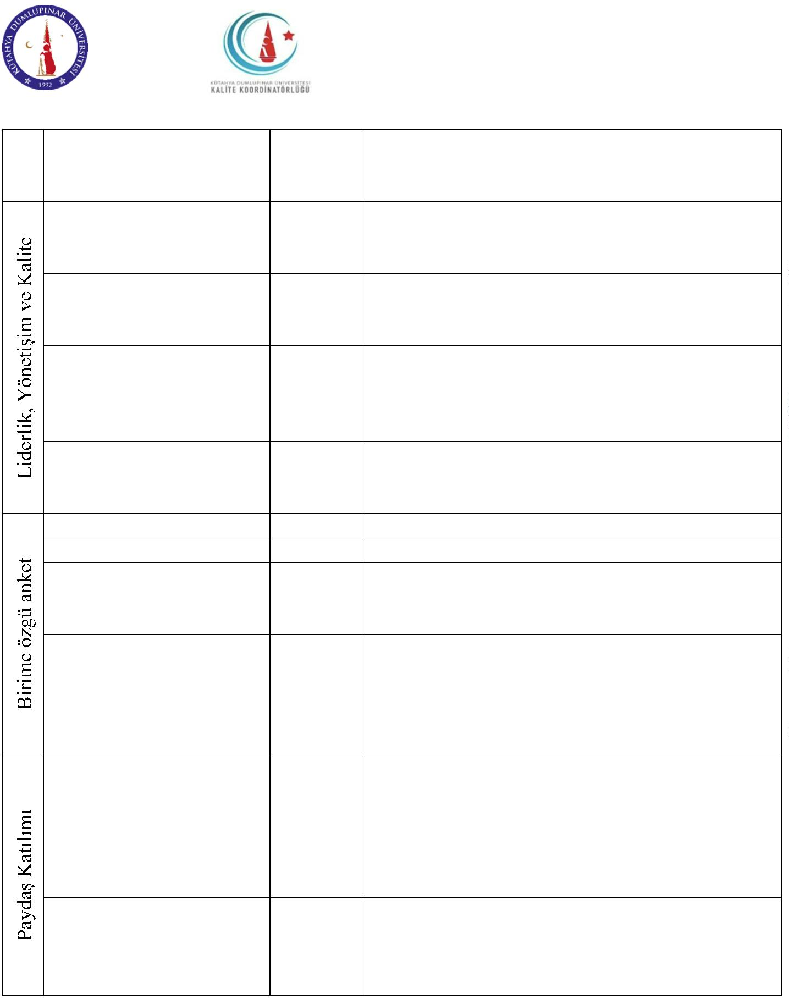 KÜTAHYA DUMLUPINAR ÜNİVERSİTESİ
1992
KÜTAHYA DUMLUPINAR ÜNİVERSİTESİ
KALİTE KOORDİNATÖRLÜĞÜ
Liderlik, Yönetişim ve Kalite
Birime özgü anket
Paydaş Katılımı